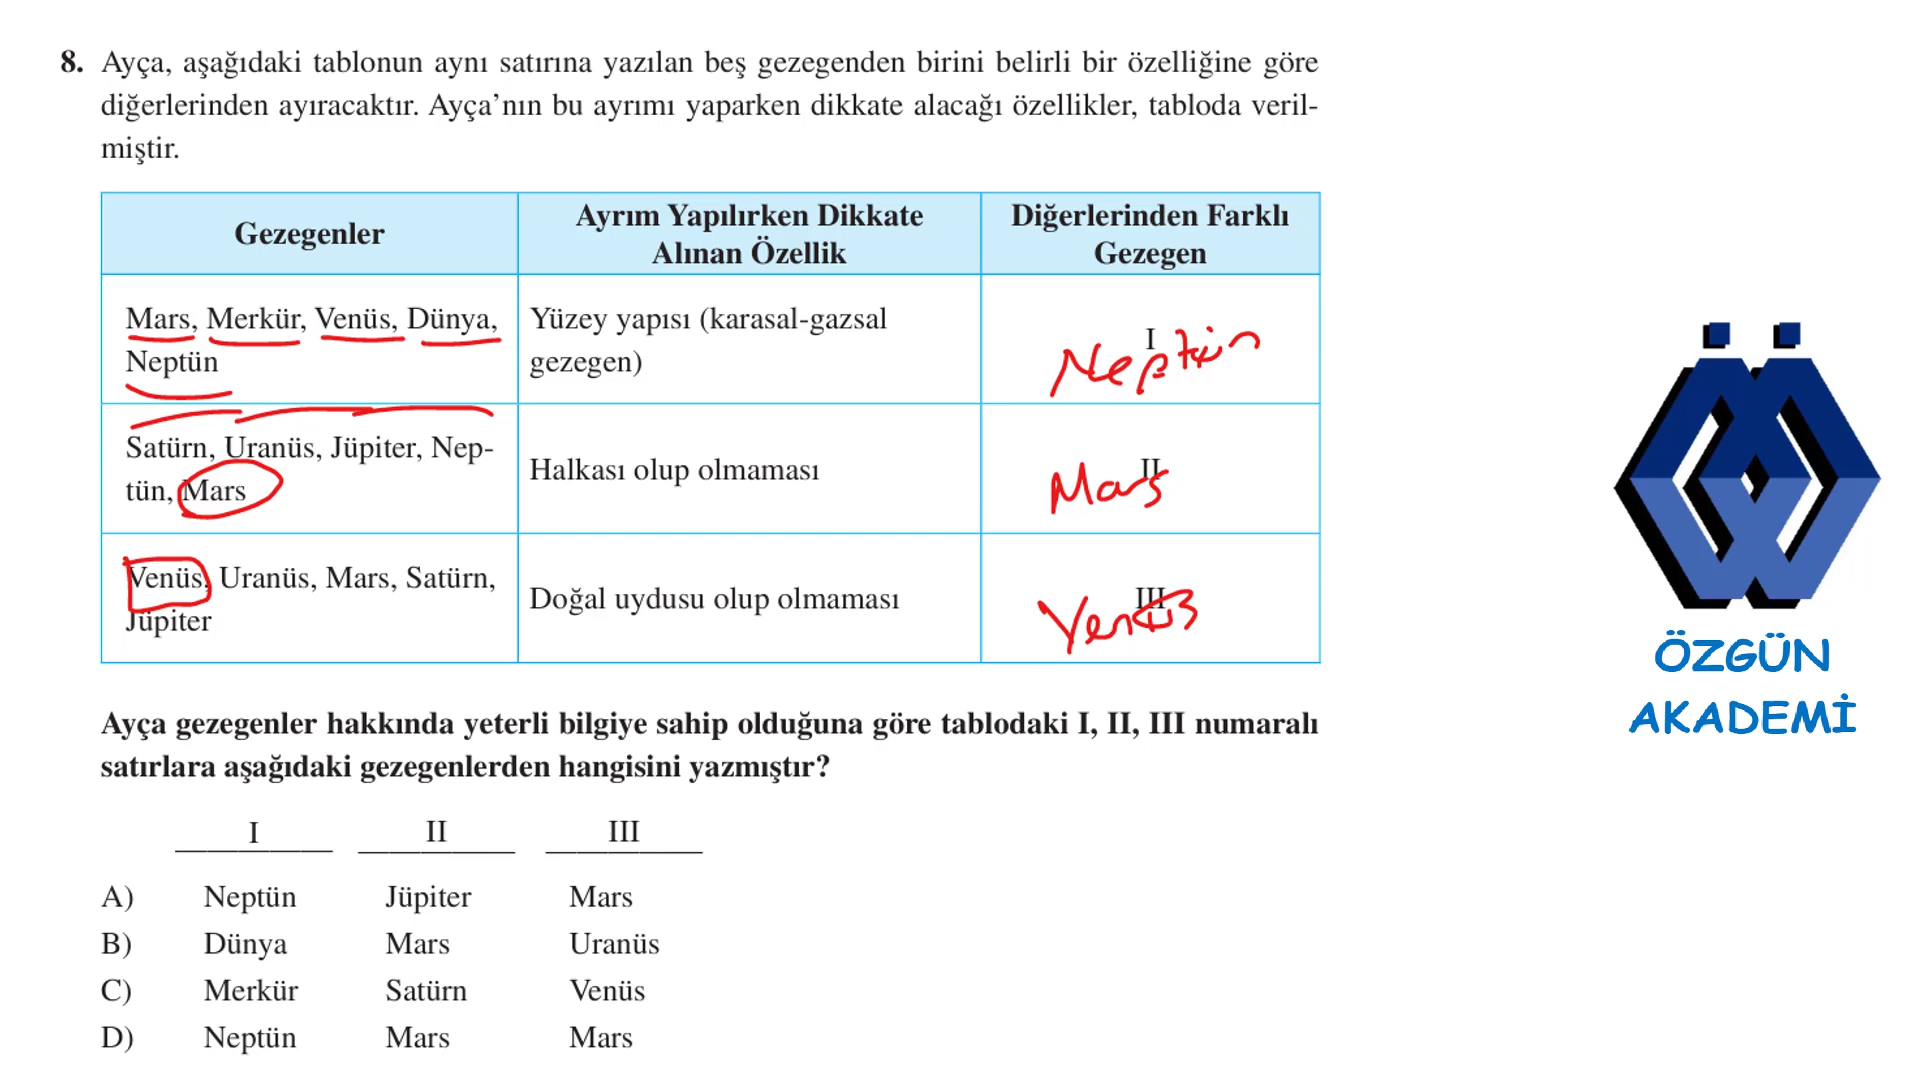 8. Ayça, aşağıdaki tablonun aynı satırına yazılan beş gezegenden birini belirli bir özelliğine göre
diğerlerinden ayıracaktır. Ayça’nın bu ayrımı yaparken dikkate alacağı özellikler, tabloda veril-
miştir.
Gezegenler
Ayrım Yapılırken Dikkate
Alınan Özellik
Diğerlerinden Farklı
Gezegen
Mars, Merkür, Venüs, Dünya,
Neptün
Yüzey yapısı (karasal-gazsal
gezegen)
I
Neptün
Satürn, Uranüs, Jüpiter, Nep-
tün, Mars
Halkası olup olmaması
II
Mars
Venüs, Uranüs, Mars, Satürn,
Jüpiter
Doğal uydusu olup olmaması
III
Venüs
Ayça gezegenler hakkında yeterli bilgiye sahip olduğuna göre tablodaki I, II, III numaralı
satırlara aşağıdaki gezegenlerden hangisini yazmıştır?
I II III
A) Neptün Jüpiter Mars
B) Dünya Mars Uranüs
C) Merkür Satürn Venüs
D) Neptün Mars Mars
ÖZGÜN
AKADEMİ